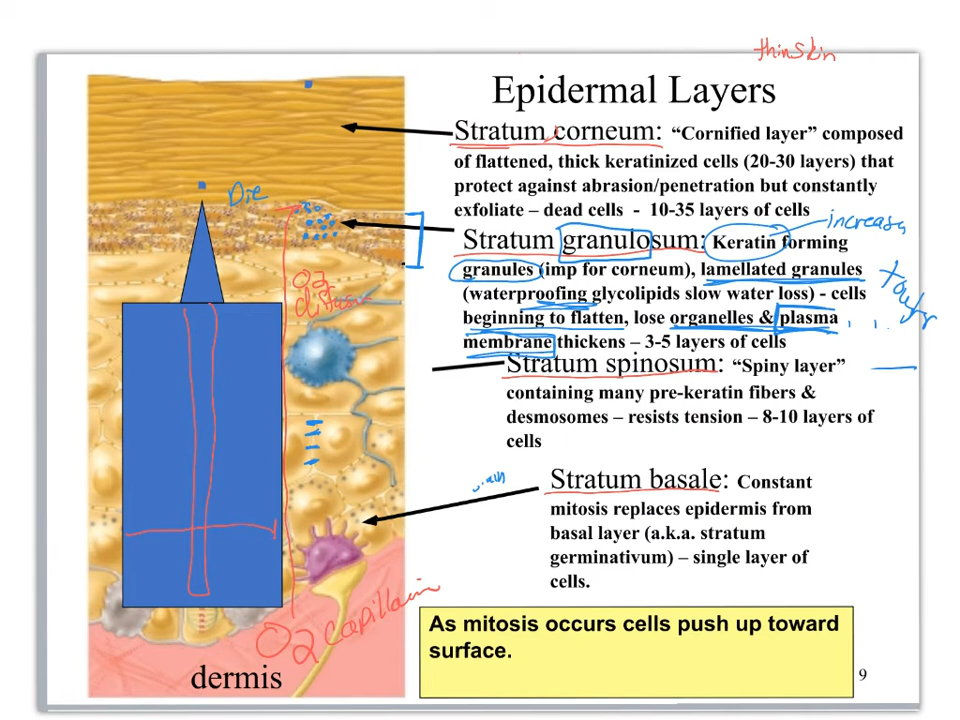 thin skin
Epidermal Layers
Stratum corneum: “Cornified layer” composed
of flattened, thick keratinized cells (20-30 layers) that
protect against abrasion/penetration but constantly
exfoliate – dead cells - 10-35 layers of cells
Die
increase
Stratum granulosum: Keratin forming
granules (imp for corneum), lamellated granules
(waterproofing glycolipids slow water loss) - cells
beginning to flatten, lose organelles & plasma
membrane thickens – 3-5 layers of cells
Stratum spinosum: “Spiny layer”
containing many pre-keratin fibers &
desmosomes – resists tension – 8-10 layers of
cells
Stratum basale: Constant
mitosis replaces epidermis from
basal layer (a.k.a. stratum
germinativum) – single layer of
cells.
O2
As mitosis occurs cells push up toward
surface.
dermis
9